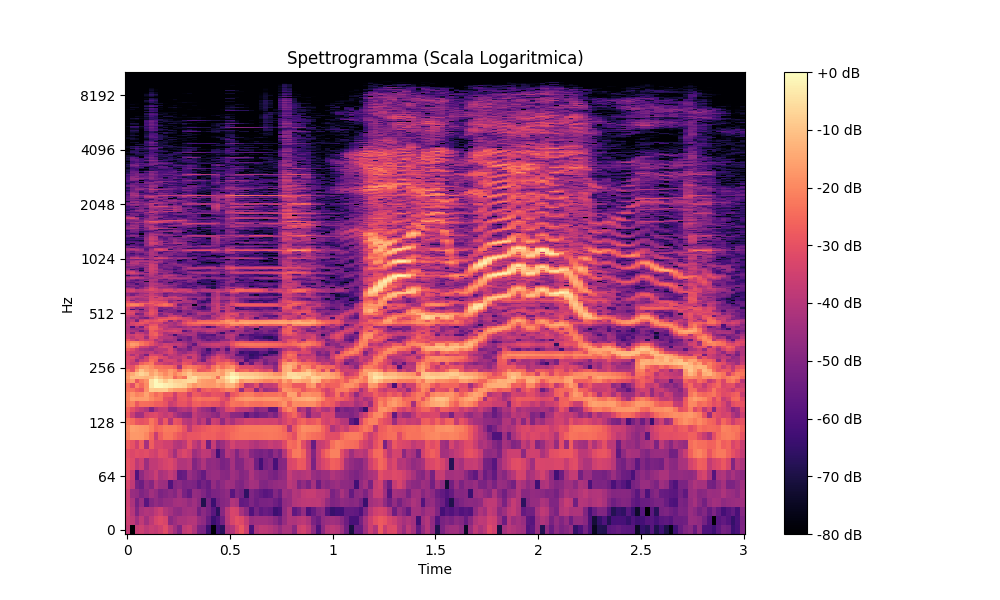 Spettrogramma (Scala Logaritmica)
Hz
8192
4096
2048
1024
512
256
128
64
0
0 0.5 1 1.5 2 2.5 3
Time
+0 dB
-10 dB
-20 dB
-30 dB
-40 dB
-50 dB
-60 dB
-70 dB
-80 dB